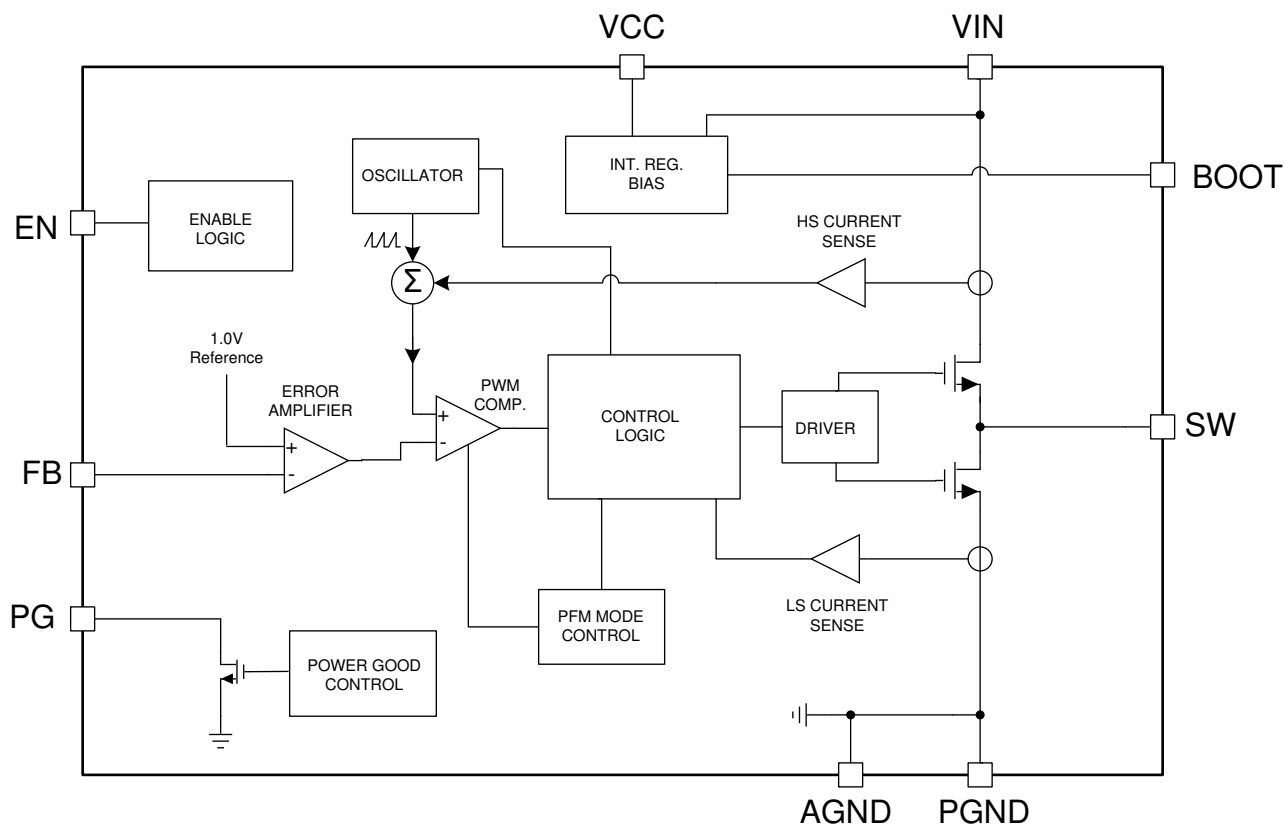 VCC
VIN
OSCILLATOR
INT. REG.
BIAS
BOOT
EN
ENABLE
LOGIC
HS CURRENT
SENSE
Σ
1.0V
Reference
ERROR
AMPLIFIER
PWM
COMP.
+
-
+
-
CONTROL
LOGIC
DRIVER
SW
FB
PG
POWER GOOD
CONTROL
PFM MODE
CONTROL
LS CURRENT
SENSE
AGND
PGND